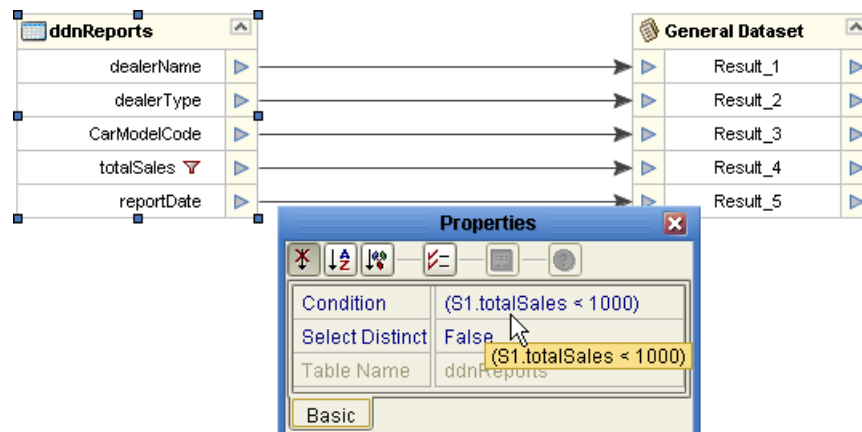 ddnReports
General Dataset
dealerName
Result_1
dealerType
Result_2
CarModelCode
Result_3
totalSales
Result_4
reportDate
Result_5
Properties
Condition (S1.totalSales < 1000)
Select Distinct False
(S1.totalSales < 1000)
Table Name ddnReports
Basic